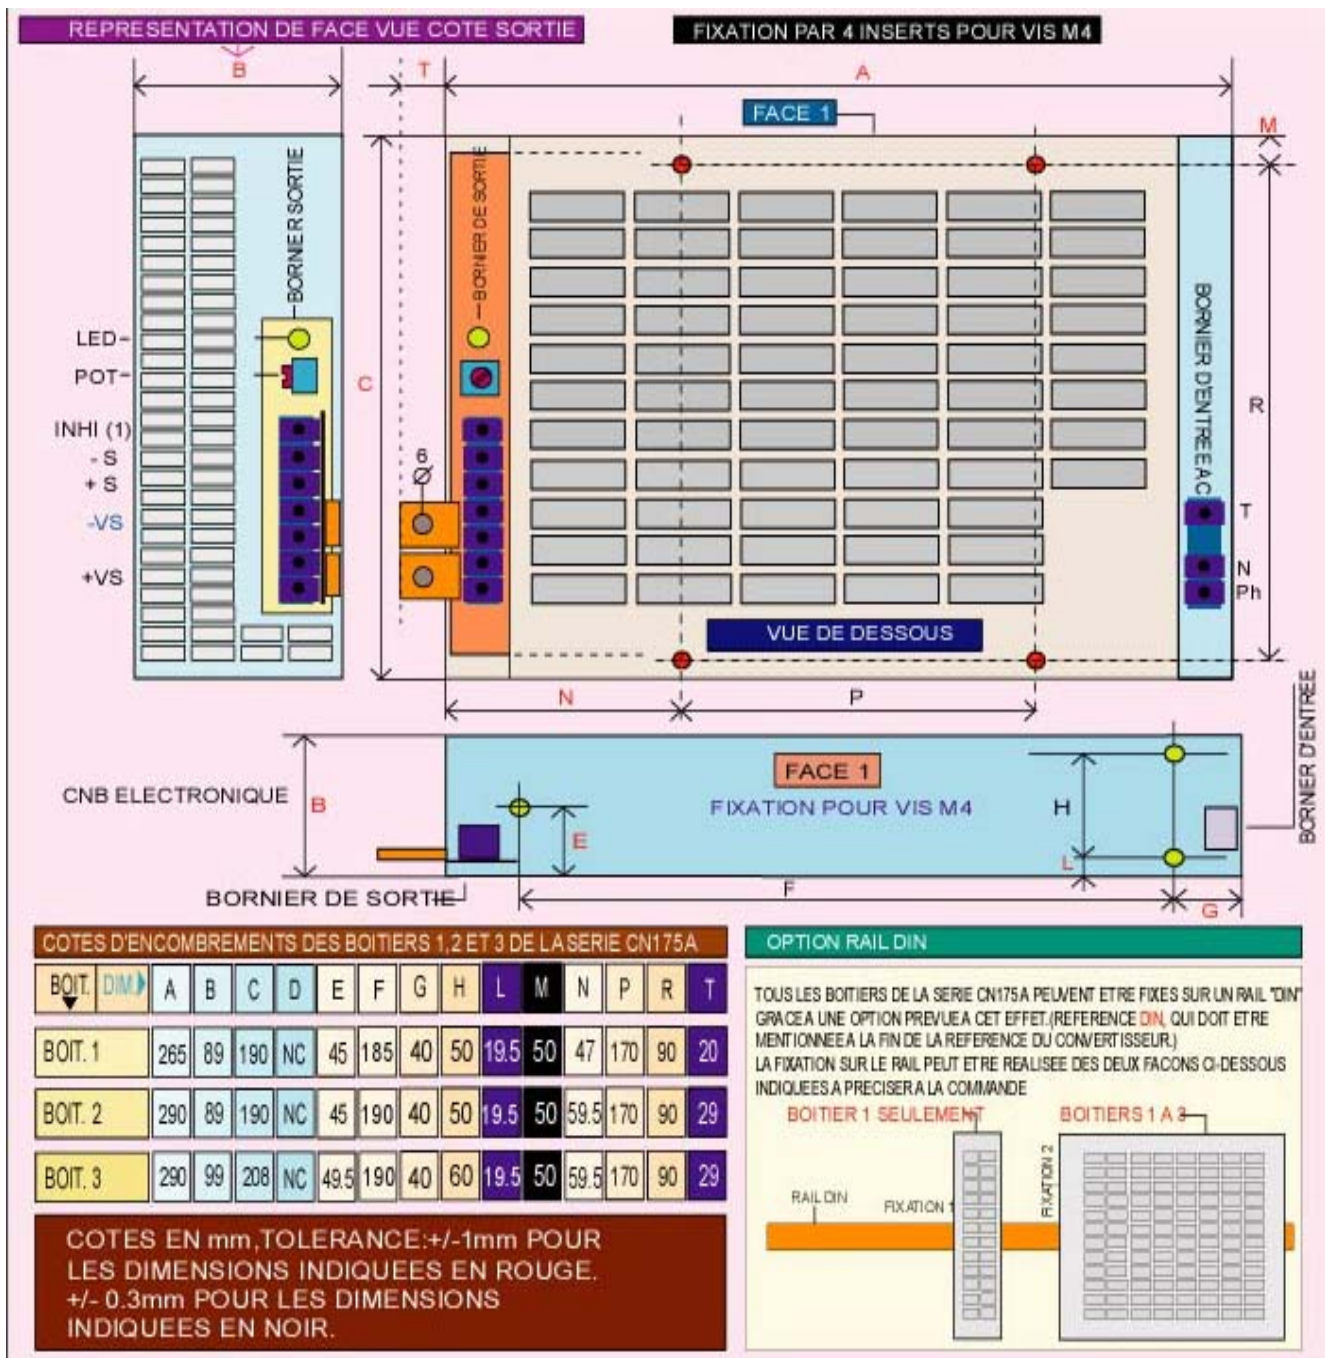 REPRESENTATION DE FACE VUE COTE SORTIE
FIXATION PAR 4 INSERTS POUR VIS M4
B
T
A
FACE 1
M
BORNIER SORTIE
BORNIER DE SORTIE
LED
POT
C
INHI (1)
- S
+ S
-VS
+VS
6
Ø
R
BORNIER D'ENTREE AC
T
N
Ph
VUE DE DESSOUS
N
P
CNB ELECTRONIQUE
B
FACE 1
FIXATION POUR VIS M4
E
H
L
BORNIER D'ENTREE
BORNIER DE SORTIE
F
G
COTES D'ENCOMBREMENTS DES BOITIERS 1,2 ET 3 DE LA SERIE CN175A
BOIT. DIM. A B C D E F G H L M N P R T
BOIT. 1 265 89 190 NC 45 185 40 50 19.5 50 47 170 90 20
BOIT. 2 290 89 190 NC 45 190 40 50 19.5 50 59.5 170 90 29
BOIT. 3 290 99 208 NC 49.5 190 40 60 19.5 50 59.5 170 90 29
COTES EN mm,TOLERANCE:+/-1mm POUR
LES DIMENSIONS INDIQUEES EN ROUGE.
+/- 0.3mm POUR LES DIMENSIONS
INDIQUEES EN NOIR.
OPTION RAIL DIN
TOUS LES BOITIERS DE LA SERIE CN175A PEUVENT ETRE FIXES SUR UN RAIL "DIN"
GRACE A UNE OPTION PREVUE A CET EFFET.(REFERENCE DIN, QUI DOIT ETRE
MENTIONNEE A LA FIN DE LA REFERENCE DU CONVERTISSEUR.)
LA FIXATION SUR LE RAIL PEUT ETRE REALISEE DES DEUX FACONS CI-DESSOUS
INDIQUEES A PRECISER A LA COMMANDE
BOITIER 1 SEULEMENT
BOITIERS 1 A 3
RAIL DIN
FIXATION 1
FIXATION 2